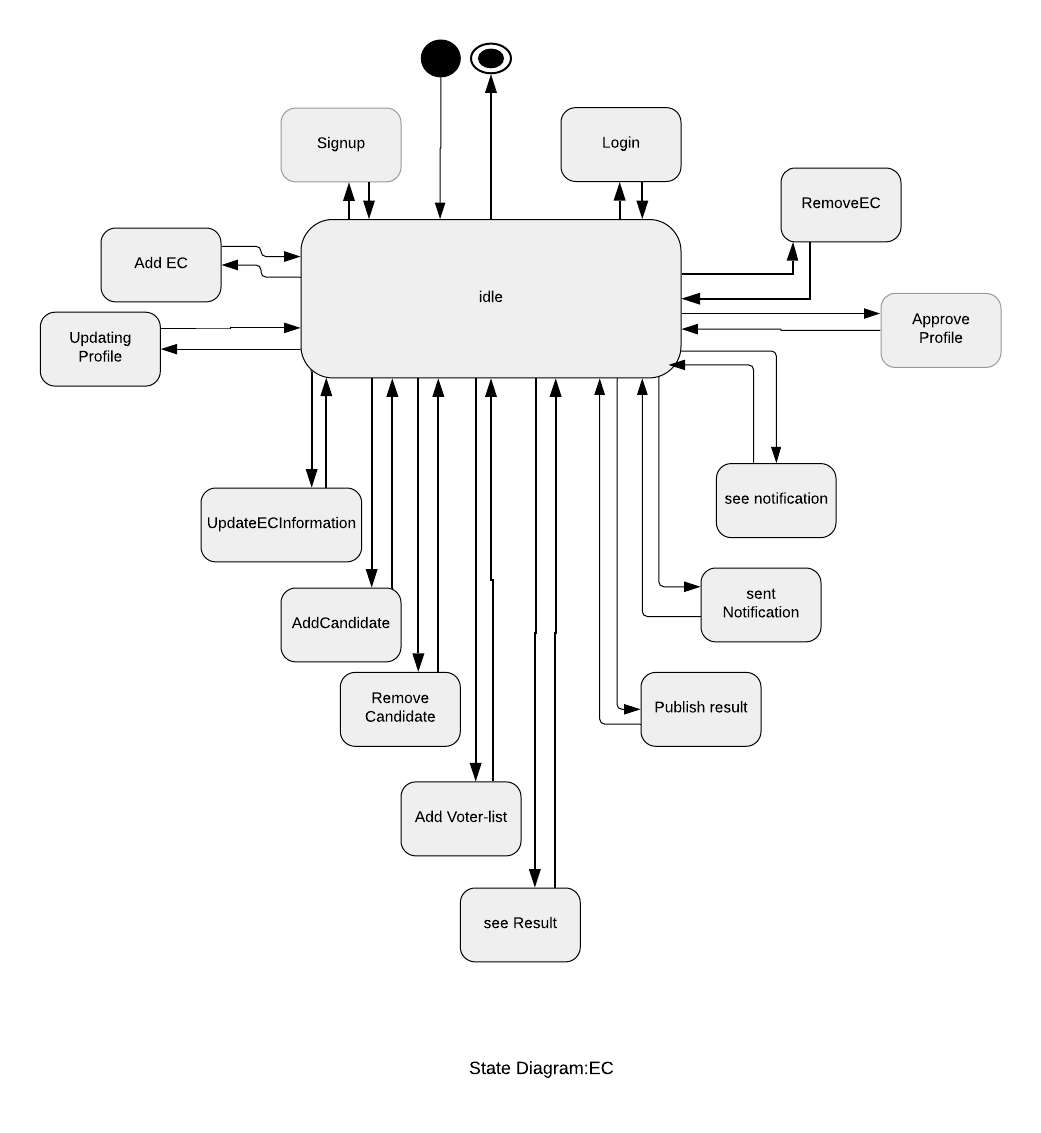 Signup
Login
RemoveEC
Add EC
idle
Updating
Profile
Approve
Profile
see notification
UpdateECInformation
sent
Notification
AddCandidate
Remove
Candidate
Publish result
Add Voter-list
see Result
State Diagram:EC